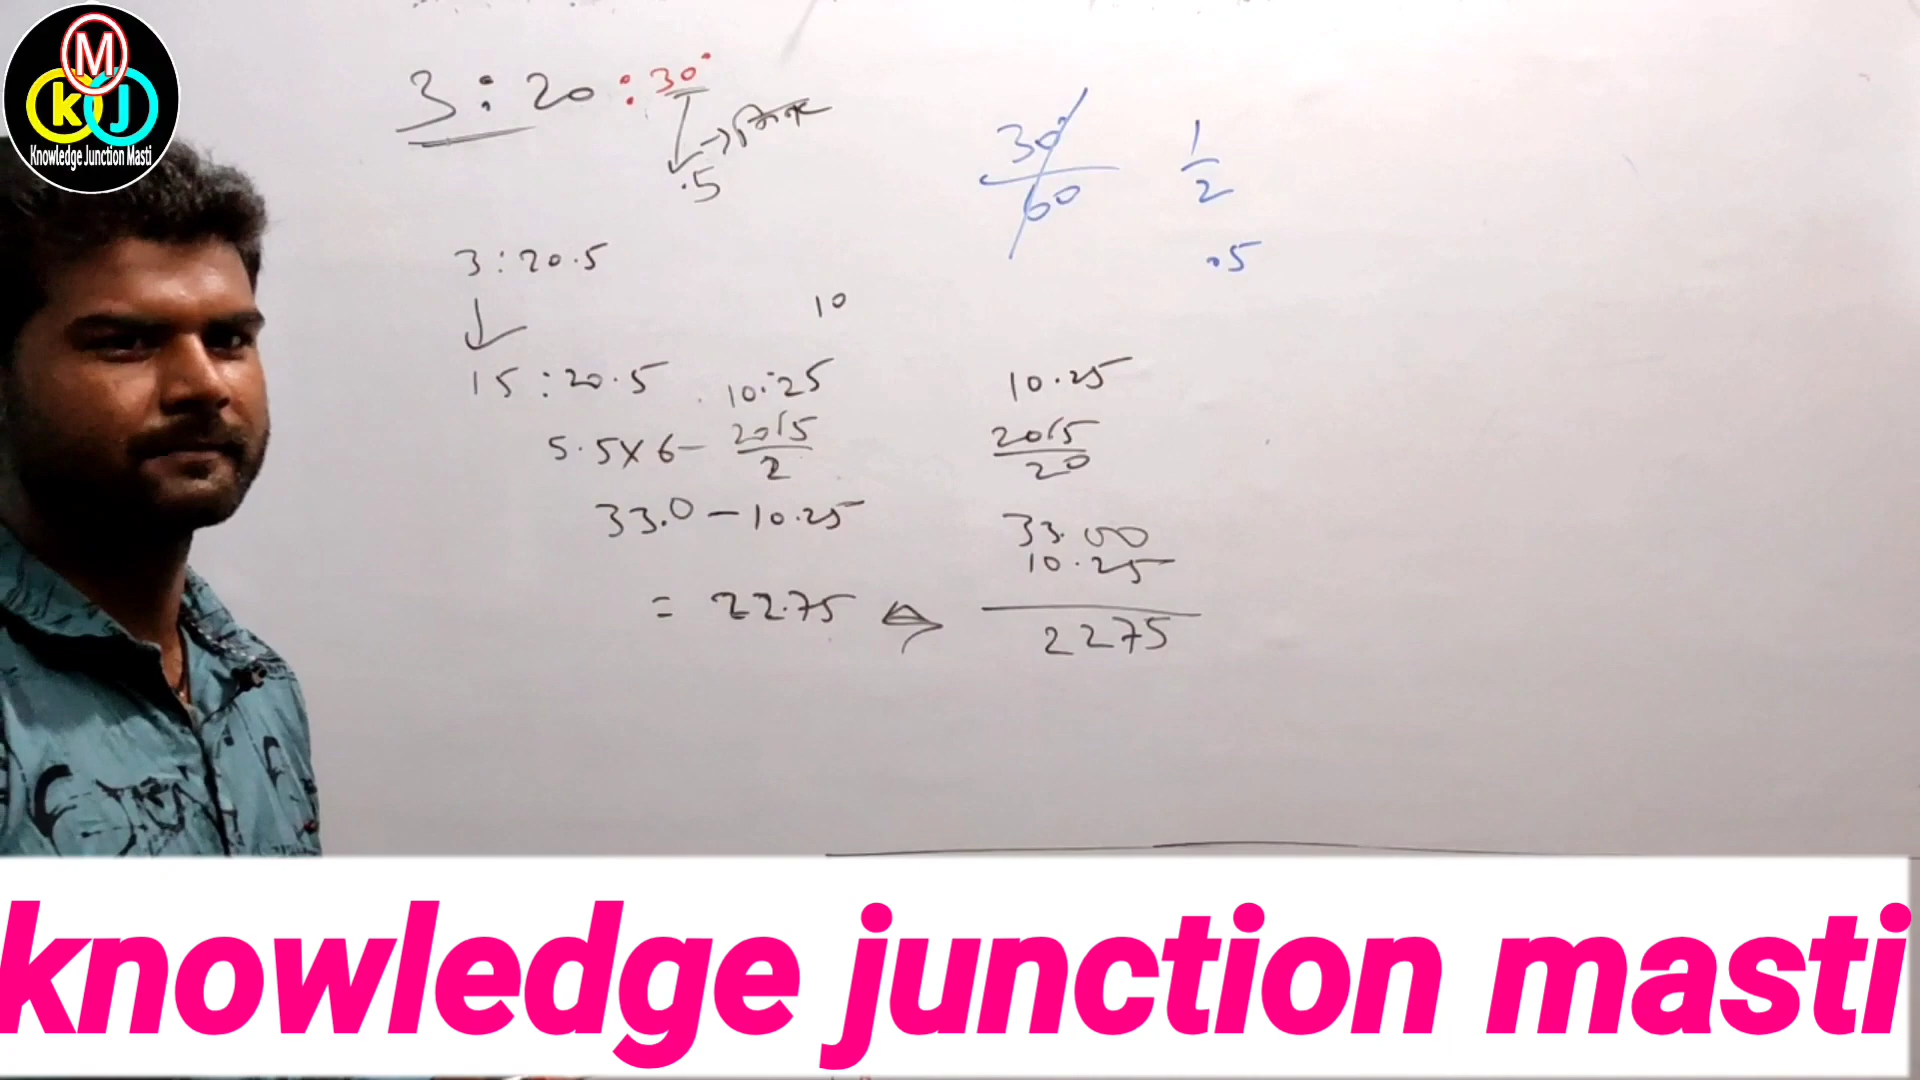 M
kJ
Knowledge Junction Masti
3 : 20 : 30"
.5
30/60 1/2
.5
3 : 20.5
10
15 : 20.5
10.25
5.5×6 - 20.5/2
33.0 - 10.25
= 22.75
10.25
20.5/20
33.00
10.25
2275
knowledge junction masti